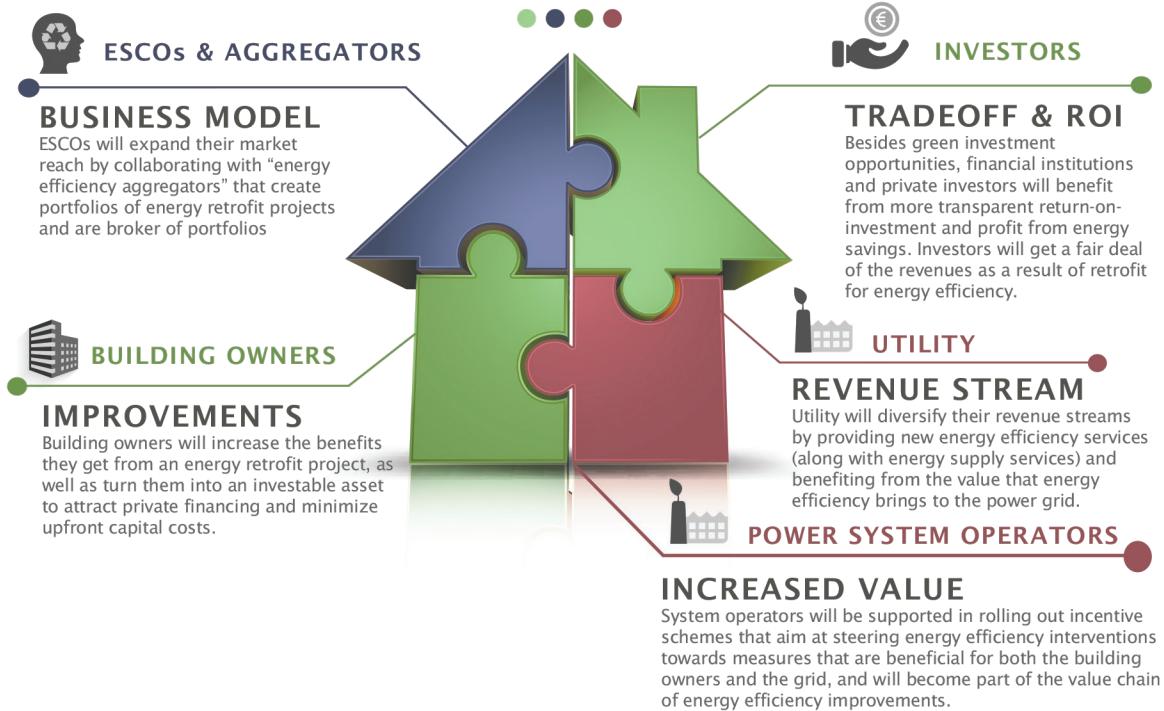 ESCOs & AGGREGATORS
BUSINESS MODEL
ESCOs will expand their market
reach by collaborating with “energy
efficiency aggregators” that create
portfolios of energy retrofit projects
and are broker of portfolios
€
INVESTORS
TRADEOFF & ROI
Besides green investment
opportunities, financial institutions
and private investors will benefit
from more transparent return-on-
investment and profit from energy
savings. Investors will get a fair deal
of the revenues as a result of retrofit
for energy efficiency.
BUILDING OWNERS
IMPROVEMENTS
Building owners will increase the benefits
they get from an energy retrofit project, as
well as turn them into an investable asset
to attract private financing and minimize
upfront capital costs.
UTILITY
REVENUE STREAM
Utility will diversify their revenue streams
by providing new energy efficiency services
(along with energy supply services) and
benefiting from the value that energy
efficiency brings to the power grid.
POWER SYSTEM OPERATORS
INCREASED VALUE
System operators will be supported in rolling out incentive
schemes that aim at steering energy efficiency interventions
towards measures that are beneficial for both the building
owners and the grid, and will become part of the value chain
of energy efficiency improvements.